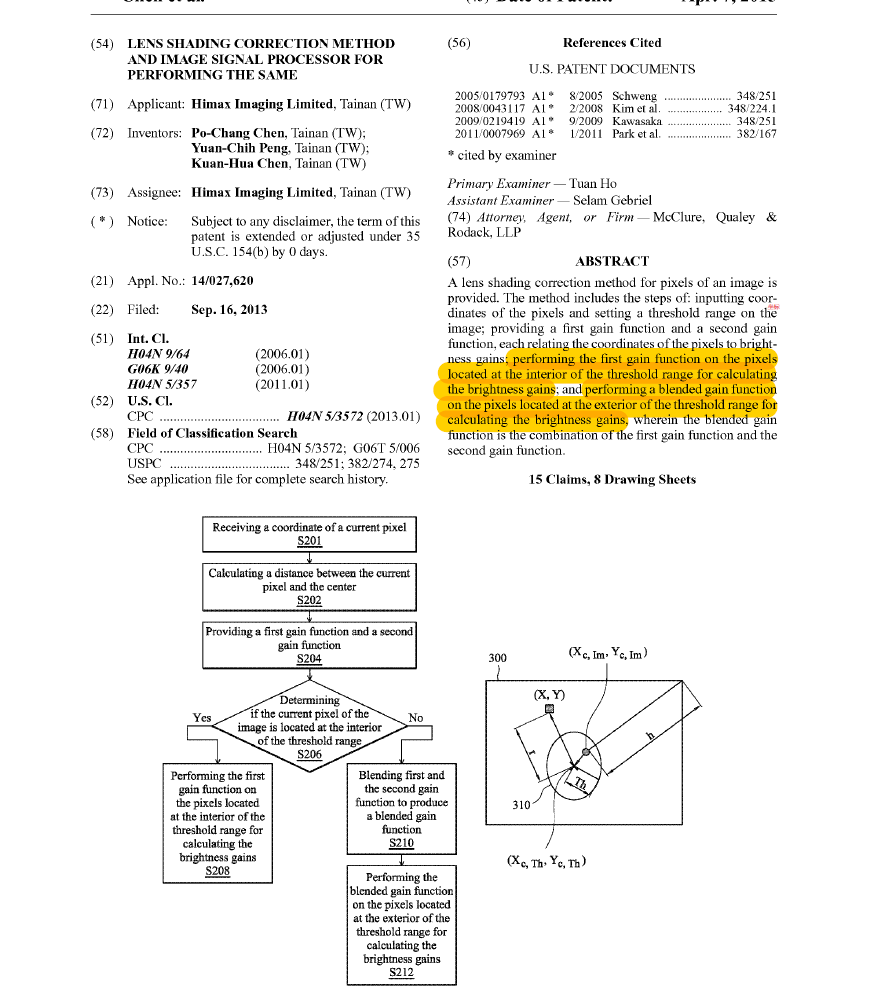 (54) LENS SHADING CORRECTION METHOD
AND IMAGE SIGNAL PROCESSOR FOR
PERFORMING THE SAME
(71) Applicant: Himax Imaging Limited, Tainan (TW)
(72) Inventors: Po-Chang Chen, Tainan (TW);
Yuan-Chih Peng, Tainan (TW);
Kuan-Hua Chen, Tainan (TW)
(73) Assignee: Himax Imaging Limited, Tainan (TW)
( * ) Notice: Subject to any disclaimer, the term of this
patent is extended or adjusted under 35
U.S.C. 154(b) by 0 days.
(21) Appl. No.: 14/027,620
(22) Filed: Sep. 16, 2013
(51) Int. Cl.
H04N 9/64 (2006.01)
G06K 9/40 (2006.01)
H04N 5/357 (2011.01)
(52) U.S. Cl.
CPC .................................. H04N 5/3572 (2013.01)
(58) Field of Classification Search
CPC ............................. H04N 5/3572; G06T 5/006
USPC .................................. 348/251; 382/274, 275
See application file for complete search history.
(56) References Cited
U.S. PATENT DOCUMENTS
2005/0179793 A1* 8/2005 Schweng ..................... 348/251
2008/0043117 A1* 2/2008 Kim et al. .................. 348/224.1
2009/0219419 A1* 9/2009 Kawasaka ................... 348/251
2011/0007969 A1* 1/2011 Park et al. .................. 382/167
* cited by examiner
Primary Examiner — Tuan Ho
Assistant Examiner — Selam Gebriel
(74) Attorney, Agent, or Firm — McClure, Qualey &
Rodack, LLP
(57) ABSTRACT
A lens shading correction method for pixels of an image is
provided. The method includes the steps of: inputting coor-
dinates of the pixels and setting a threshold range on the
image; providing a first gain function and a second gain
function, each relating the coordinates of the pixels to bright-
ness gains; performing the first gain function on the pixels
located at the interior of the threshold range for calculating
the brightness gains; and performing a blended gain function
on the pixels located at the exterior of the threshold range for
calculating the brightness gains, wherein the blended gain
function is the combination of the first gain function and the
second gain function.
15 Claims, 8 Drawing Sheets
Receiving a coordinate of a current pixel
S201
Calculating a distance between the current
pixel and the center
S202
Providing a first gain function and a second
gain function
S204
Determining
if the current pixel of the
image is located at the interior
of the threshold range
S206
Yes
No
Performing the first
gain function on
the pixels located
at the interior of the
threshold range for
calculating the
brightness gains
S208
Blending first and
the second gain
function to produce
a blended gain
function
S210
Performing the
blended gain function
on the pixels located
at the exterior of the
threshold range for
calculating the
brightness gains
S212
300
(Xc, Im, Yc, Im)
(X, Y)
r
h
Th
310
(Xc, Th, Yc, Th)